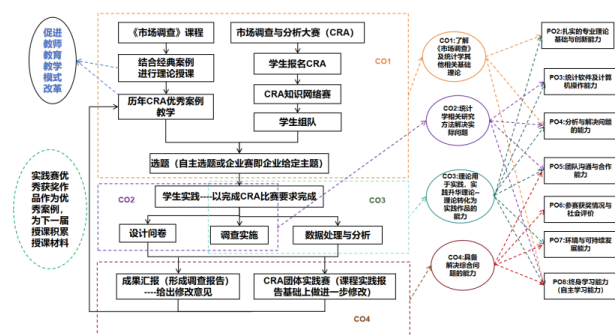 促进
教师
教育
教学
模式
改革
《市场调查》课程
市场调查与分析大赛（CRA）
CO1
结合经典案例
进行理论授课
学生报名CRA
历年CRA优秀案例
教学
CRA知识网络赛
学生组队
选题（自主选题或企业赛即企业给定主题）
实践赛优
秀获奖作
品作为优
秀案例，
为下一届
授课积累
授课材料
CO2
学生实践----以完成CRA比赛要求完成
CO3
设计问卷
调查实施
数据处理与分析
成果汇报（形成调查报告）
----给出修改意见
CRA团体实践赛（课程实践报
告基础上做进一步修改）
CO4
CO1:了解
《市场调查》
及统计学其
他相关基础
理论
CO2:统计
学相关研究
方法解决实
际问题
CO3:理论用
于实践，实
践升华理论--
理论转化为
实践作品的
能力
CO4:具备
解决综合问
题的能力
PO2:扎实的专业理论
基础与创新能力
PO3:统计软件及计算
机操作能力
PO4:分析与解决问题
的能力
PO5:团队沟通与合作
能力
PO6:参赛获奖情况与
社会评价
PO7:环境与可持续发
展能力
PO8:终身学习能力
（自主学习能力）